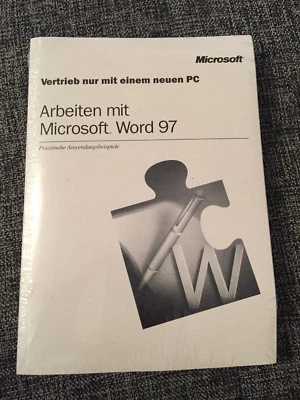 Microsoft
Vertrieb nur mit einem neuen PC
Arbeiten mit
Microsoft® Word 97
Praxisnahe Anwendungsbeispiele
W